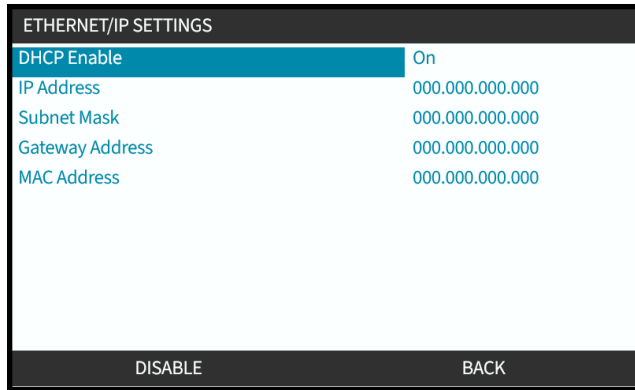 ETHERNET/IP SETTINGS
DHCP Enable On
IP Address 000.000.000.000
Subnet Mask 000.000.000.000
Gateway Address 000.000.000.000
MAC Address 000.000.000.000
DISABLE BACK